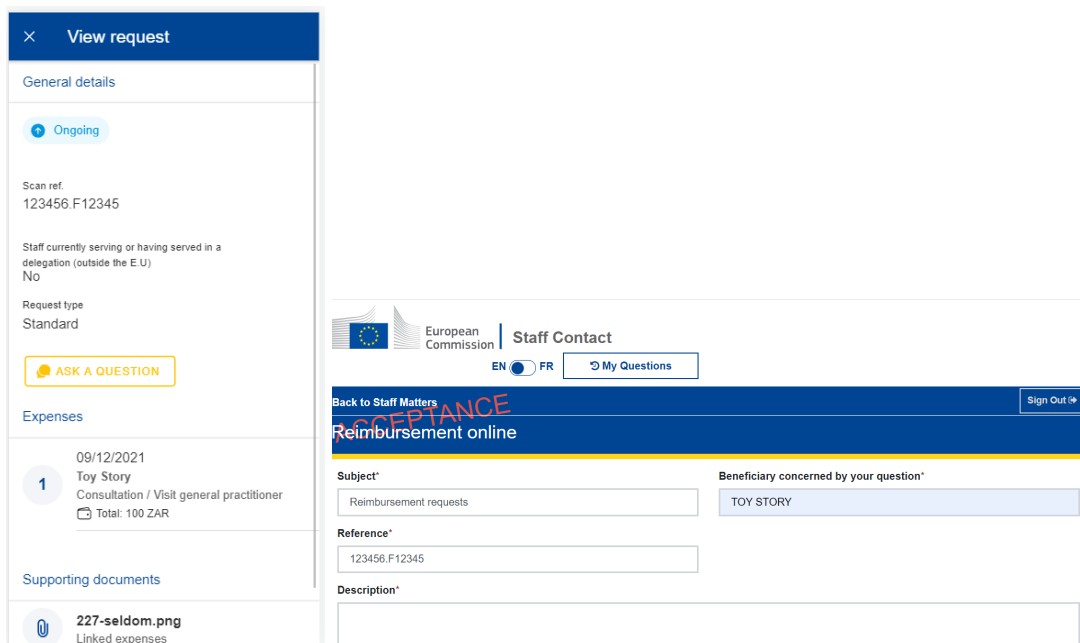 View request
General details
Ongoing
Scan ref.
123456.F12345
Staff currently serving or having served in a
delegation (outside the E.U)
No
Request type
Standard
ASK A QUESTION
Expenses
1
09/12/2021
Toy Story
Consultation / Visit general practitioner
Total: 100 ZAR
Supporting documents
227-seldom.png
Linked expenses
European
Commission
Staff Contact
EN
FR
My Questions
Back to Staff Matters
Sign Out
ACCEPTANCE
Reimbursement online
Subject*
Reimbursement requests
Beneficiary concerned by your question*
TOY STORY
Reference*
123456.F12345
Description*